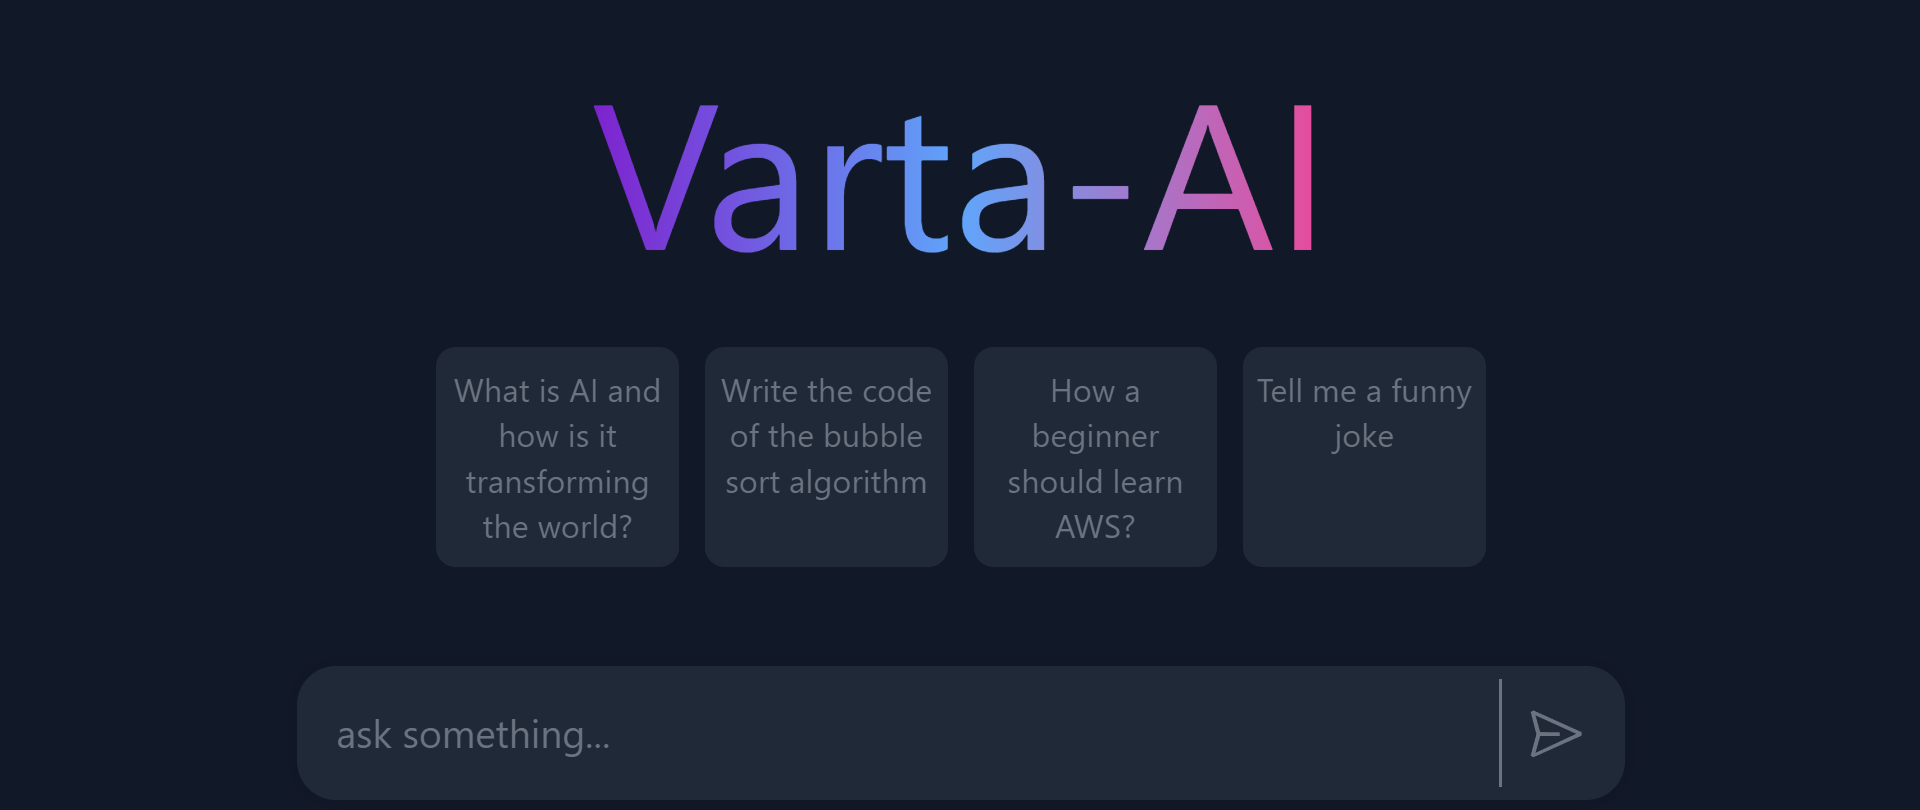 Varta-AI
What is AI and
how is it
transforming
the world?
Write the code
of the bubble
sort algorithm
How a
beginner
should learn
AWS?
Tell me a funny
joke
ask something...